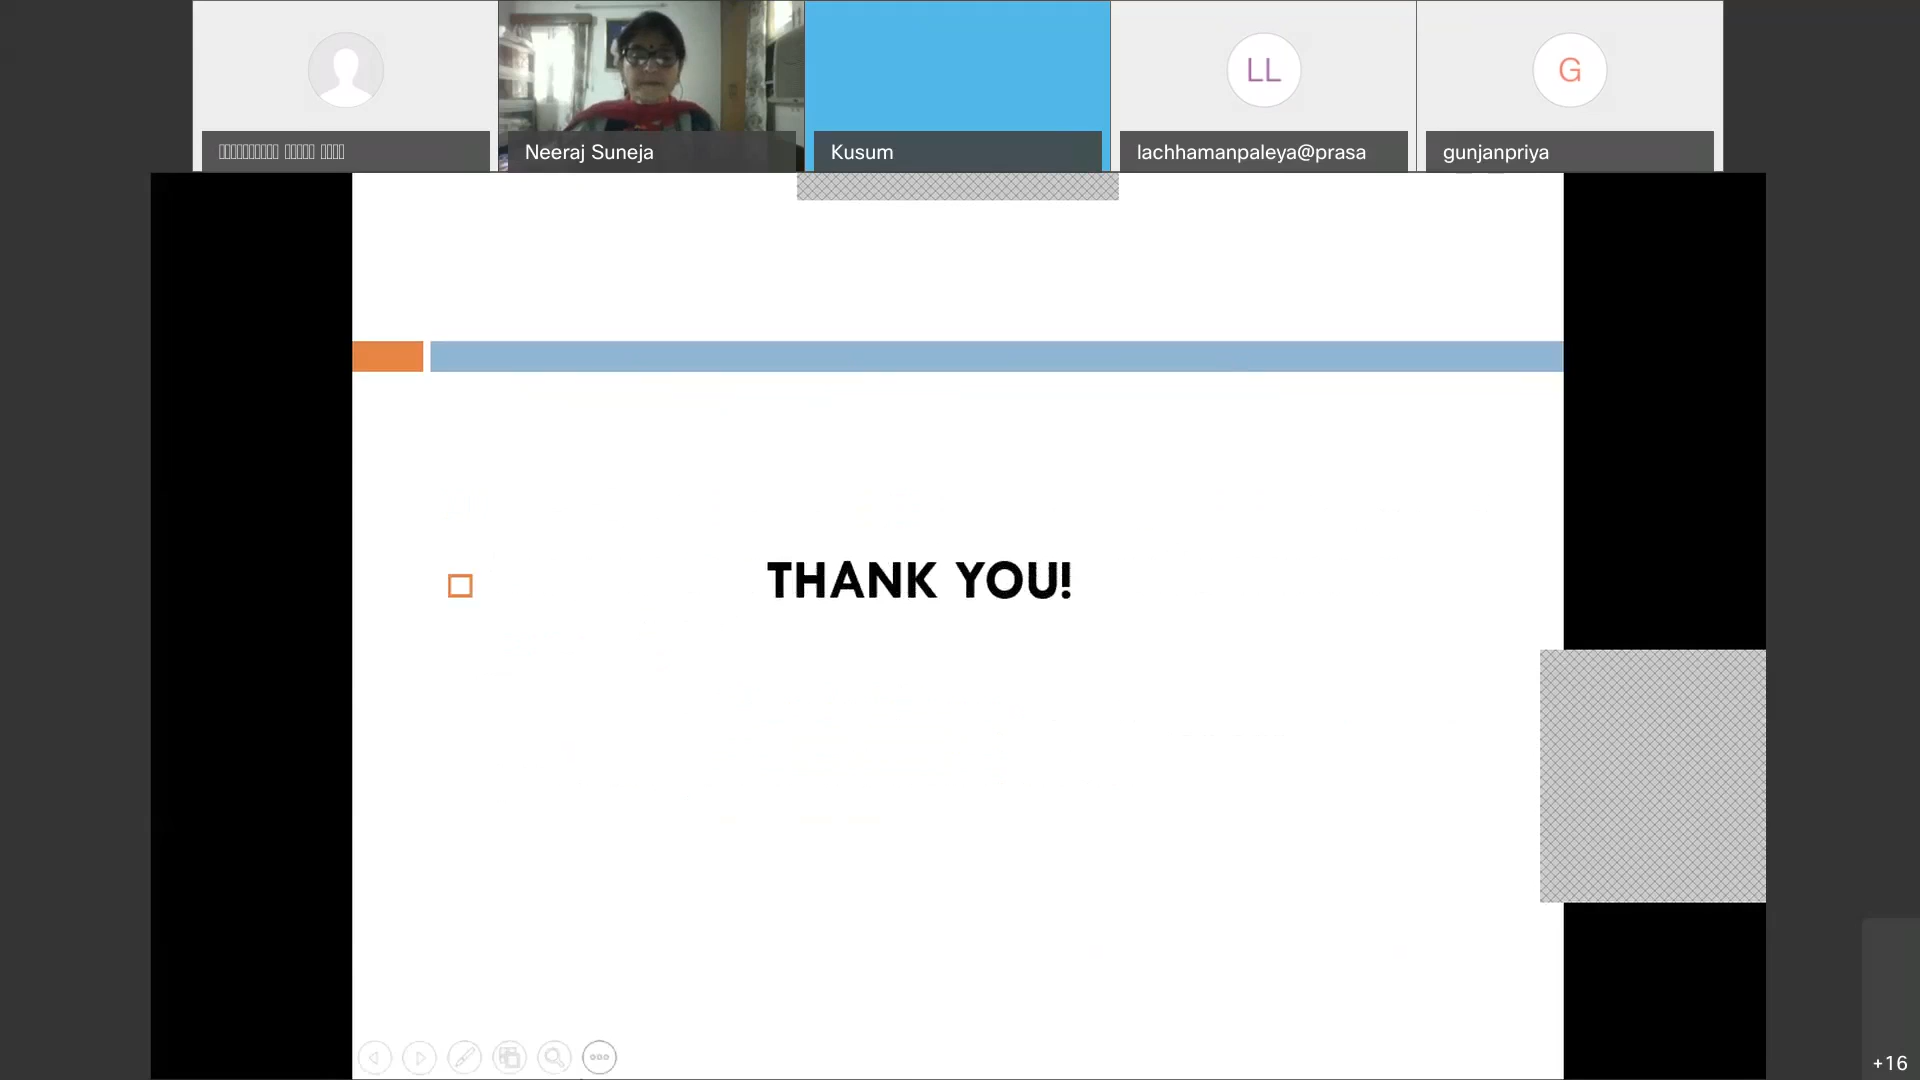 Neeraj Suneja
Kusum
LL
lachhamanpaleya@prasa
G
gunjanpriya
THANK YOU!
+16